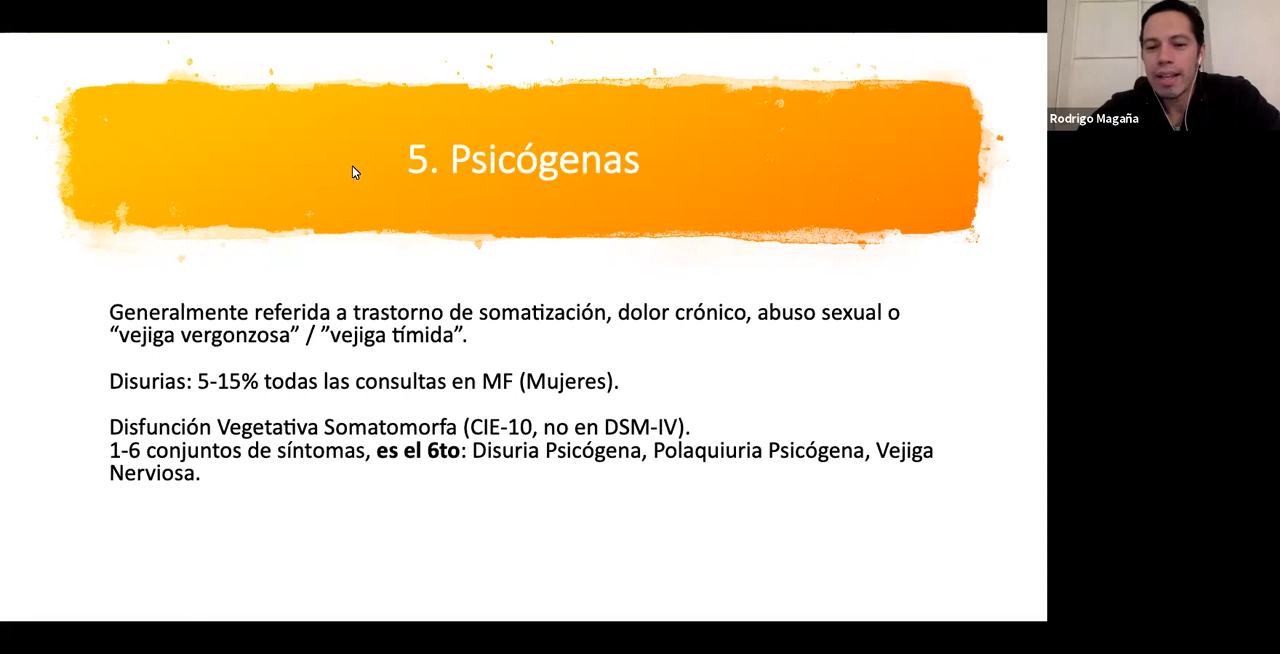 5. Psicógenas
Rodrigo Magaña
Generalmente referida a trastorno de somatización, dolor crónico, abuso sexual o
“vejiga vergonzosa” / ”vejiga tímida”.
Disurias: 5-15% todas las consultas en MF (Mujeres).
Disfunción Vegetativa Somatomorfa (CIE-10, no en DSM-IV).
1-6 conjuntos de síntomas, es el 6to: Disuria Psicógena, Polaquiuria Psicógena, Vejiga
Nerviosa.